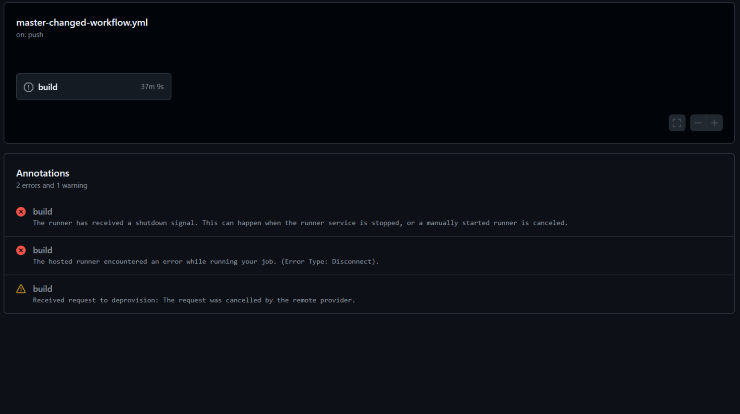 master-changed-workflow.yml
on: push
build 37m 9s
Annotations
2 errors and 1 warning
build
The runner has received a shutdown signal. This can happen when the runner service is stopped, or a manually started runner is canceled.
build
The hosted runner encountered an error while running your job. (Error Type: Disconnect).
build
Received request to deprovision: The request was cancelled by the remote provider.